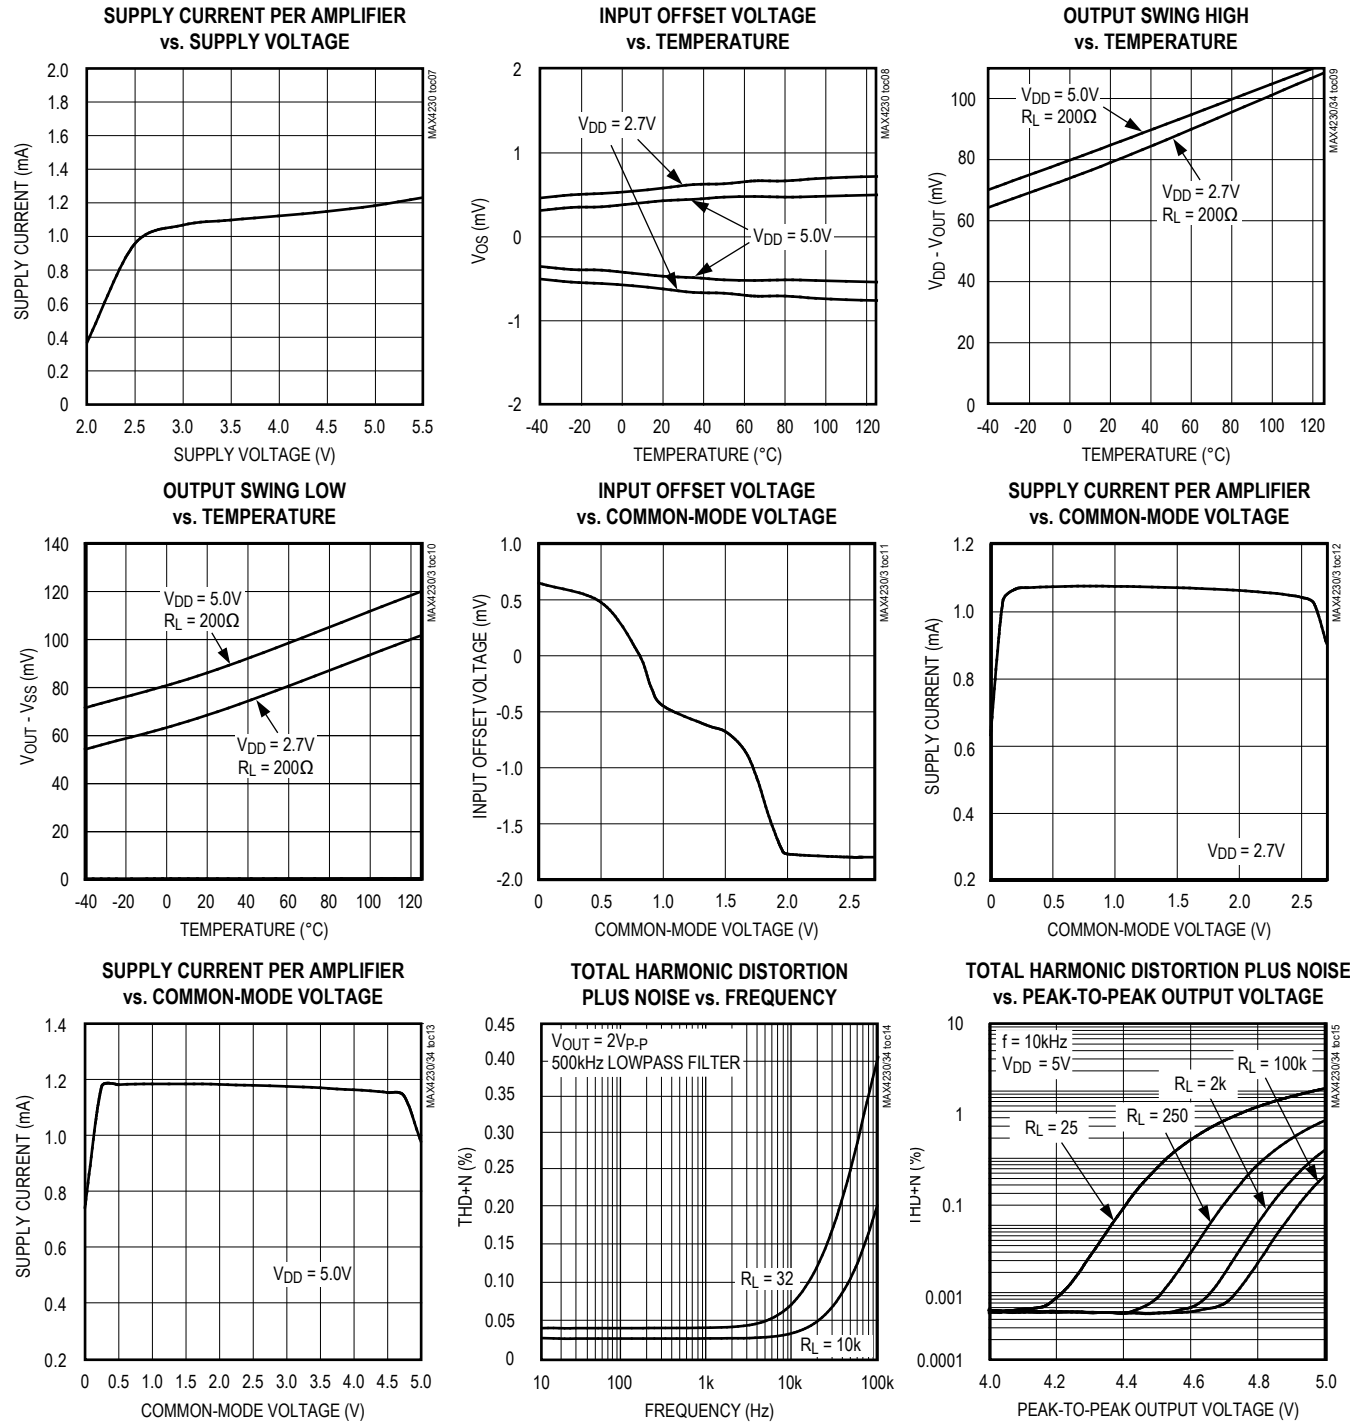 SUPPLY CURRENT PER AMPLIFIER
vs. SUPPLY VOLTAGE
MAX4230 toc07
SUPPLY CURRENT (mA)
2.0
1.8
1.6
1.4
1.2
1.0
0.8
0.6
0.4
0.2
0
2.0 2.5 3.0 3.5 4.0 4.5 5.0 5.5
SUPPLY VOLTAGE (V)
INPUT OFFSET VOLTAGE
vs. TEMPERATURE
MAX4230 toc08
VOS (mV)
2
1
0
-1
-2
VDD = 2.7V
VDD = 5.0V
-40 -20 0 20 40 60 80 100 120
TEMPERATURE (°C)
OUTPUT SWING HIGH
vs. TEMPERATURE
MAX4230/34 toc09
VDD - VOUT (mV)
100
80
60
40
20
0
VDD = 5.0V
RL = 200Ω
VDD = 2.7V
RL = 200Ω
-40 -20 0 20 40 60 80 100 120
TEMPERATURE (°C)
OUTPUT SWING LOW
vs. TEMPERATURE
MAX4230/3 toc10
VOUT - VSS (mV)
140
120
100
80
60
40
20
0
VDD = 5.0V
RL = 200Ω
VDD = 2.7V
RL = 200Ω
-40 -20 0 20 40 60 80 100 120
TEMPERATURE (°C)
INPUT OFFSET VOLTAGE
vs. COMMON-MODE VOLTAGE
MAX4230/3 toc11
INPUT OFFSET VOLTAGE (mV)
1.0
0.5
0
-0.5
-1.0
-1.5
-2.0
0 0.5 1.0 1.5 2.0 2.5
COMMON-MODE VOLTAGE (V)
SUPPLY CURRENT PER AMPLIFIER
vs. COMMON-MODE VOLTAGE
MAX4230/3 toc12
SUPPLY CURRENT (mA)
1.2
1.0
0.8
0.6
0.4
0.2
VDD = 2.7V
0 0.5 1.0 1.5 2.0 2.5
COMMON-MODE VOLTAGE (V)
SUPPLY CURRENT PER AMPLIFIER
vs. COMMON-MODE VOLTAGE
MAX4230/34 toc13
SUPPLY CURRENT (mA)
1.4
1.2
1.0
0.8
0.6
0.4
0.2
VDD = 5.0V
0 0.5 1.0 1.5 2.0 2.5 3.0 3.5 4.0 4.5 5.0
COMMON-MODE VOLTAGE (V)
TOTAL HARMONIC DISTORTION
PLUS NOISE vs. FREQUENCY
MAX4230/34 toc14
THD+N (%)
0.45
0.40
0.35
0.30
0.25
0.20
0.15
0.10
0.05
0
VOUT = 2VP-P
500kHz LOWPASS FILTER
RL = 32
RL = 10k
10 100 1k 10k 100k
FREQUENCY (Hz)
TOTAL HARMONIC DISTORTION PLUS NOISE
vs. PEAK-TO-PEAK OUTPUT VOLTAGE
MAX4230/34 toc15
THD+N (%)
10
1
0.1
0.001
0.0001
f = 10kHz
VDD = 5V
RL = 100k
RL = 2k
RL = 250
RL = 25
4.0 4.2 4.4 4.6 4.8 5.0
PEAK-TO-PEAK OUTPUT VOLTAGE (V)